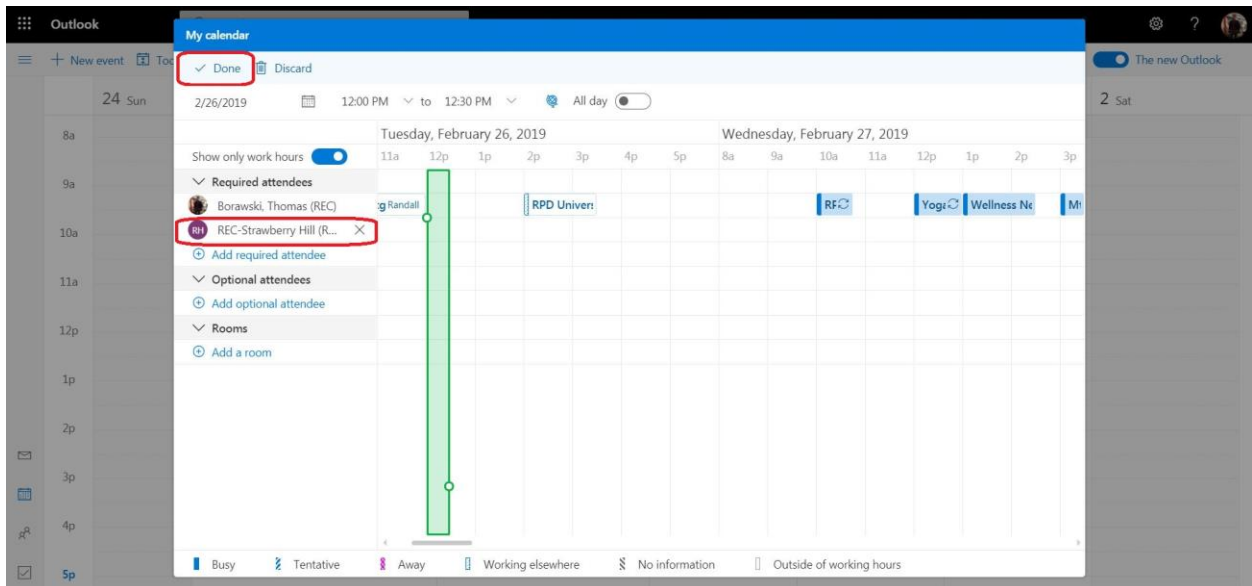 Outlook
?
My calendar
+ New event
The new Outlook
Done Discard
24 Sun
2/26/2019 12:00 PM to 12:30 PM All day
2 Sat
Tuesday, February 26, 2019 Wednesday, February 27, 2019
8a
Show only work hours 11a 12p 1p 2p 3p 4p 5p 8a 9a 10a 11a 12p 1p 2p 3p
9a
Required attendees
Borawski, Thomas (REC) Randall RPD Univer Wellness Ne
10a
RH REC-Strawberry Hill (R...
Add required attendee
11a
Optional attendees
Add optional attendee
12p
Rooms
Add a room
1p
2p
3p
4p
5p
Busy Tentative Away Working elsewhere No information Outside of working hours